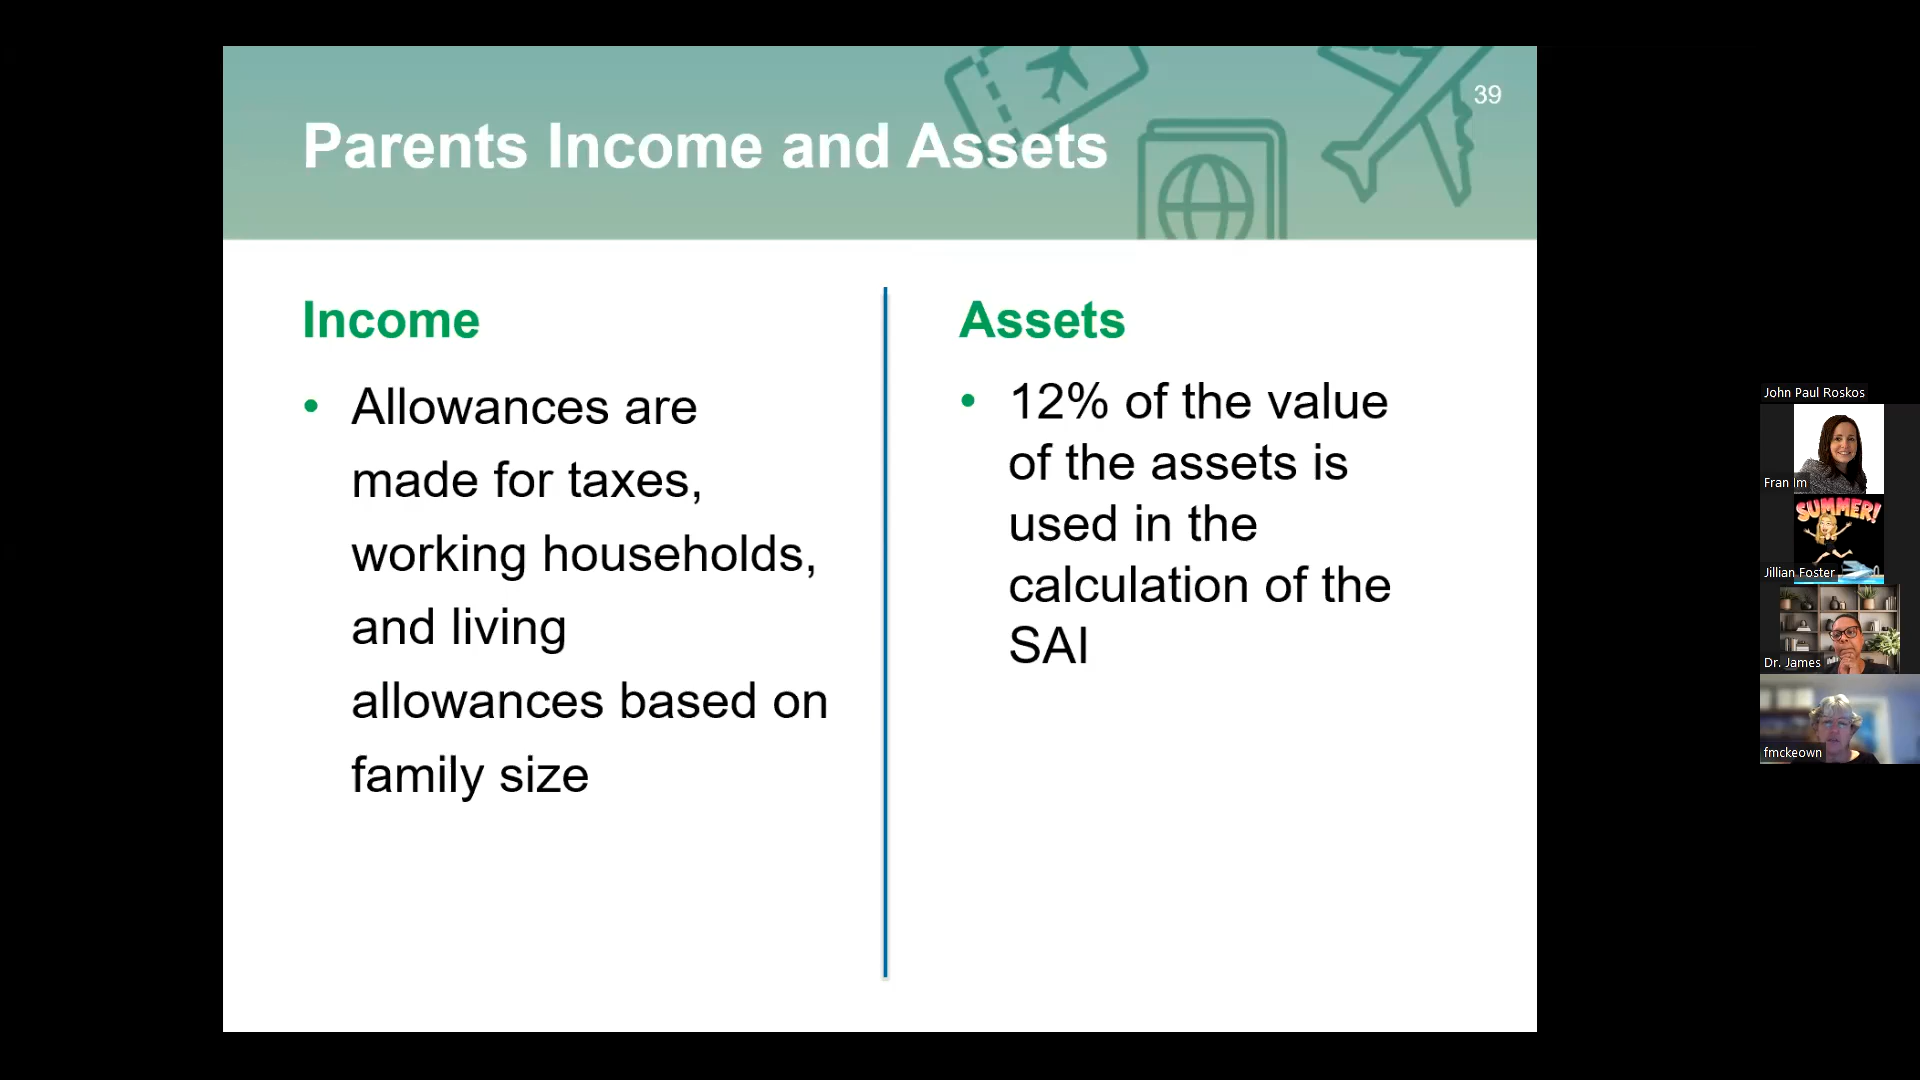 39
Parents Income and Assets
Income
• Allowances are
made for taxes,
working households,
and living
allowances based on
family size
Assets
• 12% of the value
of the assets is
used in the
calculation of the
SAI
John Paul Roskos
Fran Im
SUMMER!
Jillian Foster
Dr. James
fmckeown